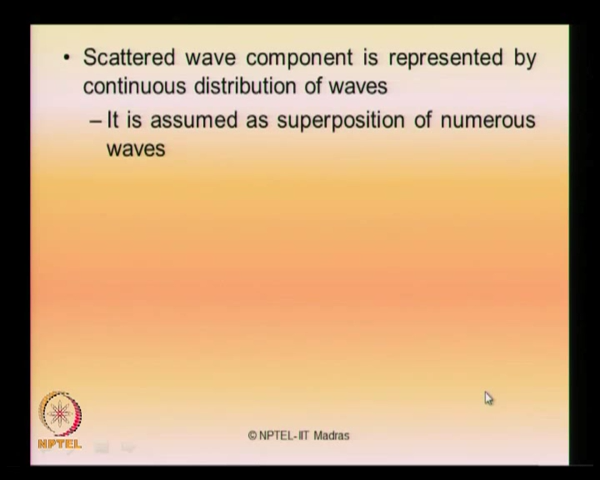 • Scattered wave component is represented by
continuous distribution of waves
– It is assumed as superposition of numerous
waves
NPTEL
© NPTEL-IIT Madras